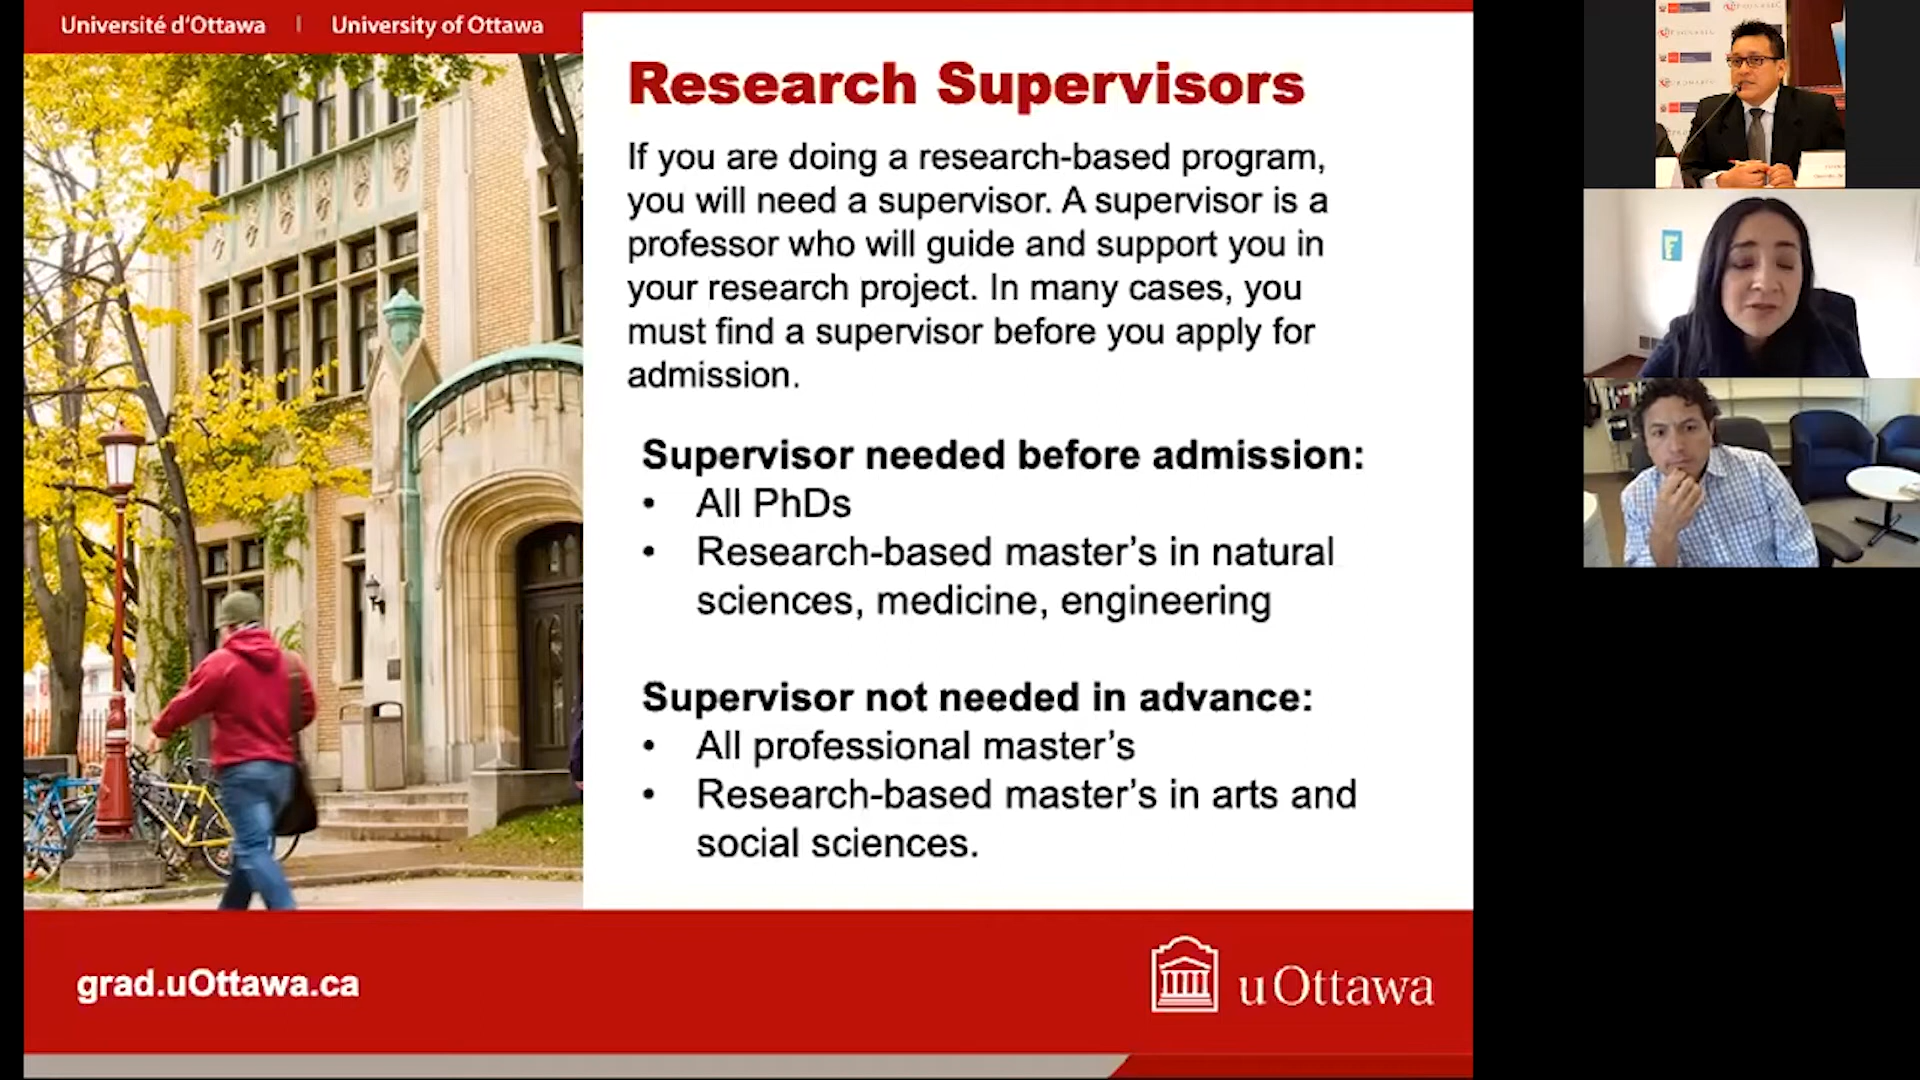 Université d'Ottawa | University of Ottawa
Research Supervisors
If you are doing a research-based program,
you will need a supervisor. A supervisor is a
professor who will guide and support you in
your research project. In many cases, you
must find a supervisor before you apply for
admission.
Supervisor needed before admission:
• All PhDs
• Research-based master's in natural
sciences, medicine, engineering
Supervisor not needed in advance:
• All professional master's
• Research-based master's in arts and
social sciences.
grad.uOttawa.ca
uOttawa